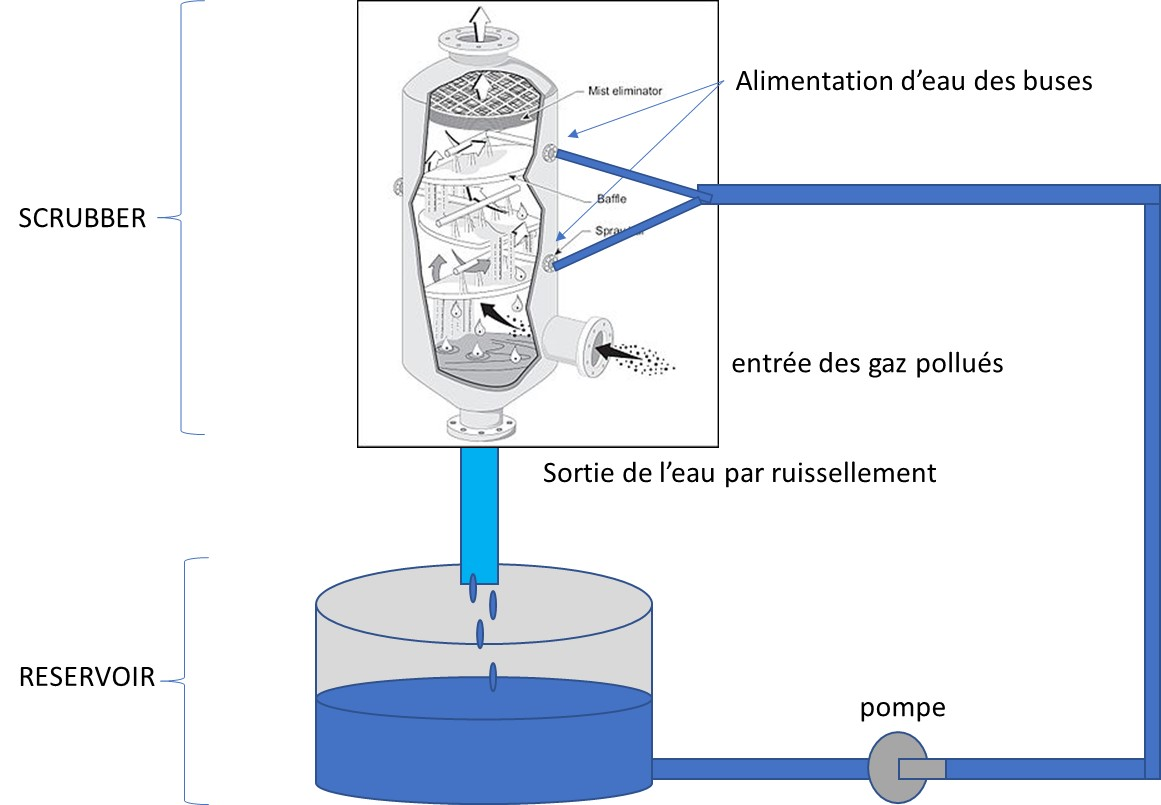 Alimentation d’eau des buses
Mist eliminator
SCRUBBER
Baffle
entrée des gaz pollués
Sortie de l’eau par ruissellement
RESERVOIR
pompe